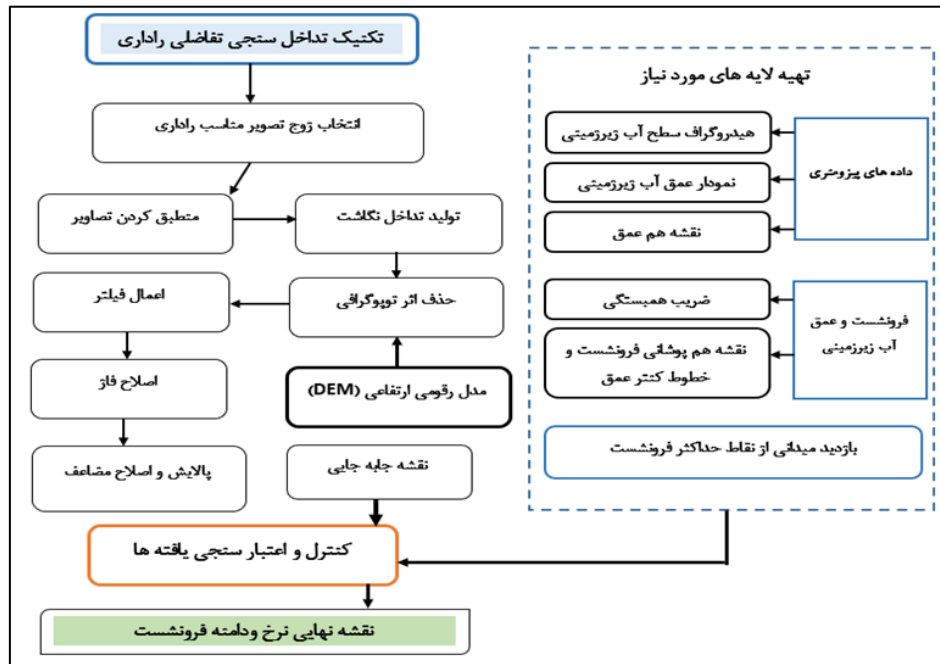 تکنیک تداخل سنجی تفاضلی راداری
انتخاب زوج تصویر مناسب راداری
منطبق کردن تصاویر
تولید تداخل نگاشت
حذف اثر توپوگرافی
اعمال فیلتر
اصلاح فاز
پالایش و اصلاح مضاعف
مدل رقومی ارتفاعی (DEM)
نقشه جابه جایی
کنترل و اعتبار سنجی یافته ها
نقشه نهایی نرخ ودامنه فرونشست
تهیه لایه های مورد نیاز
داده های پیزومتری
هیدروگراف سطح آب زیرزمینی
نمودار عمق آب زیرزمینی
نقشه هم عمق
فرونشست و عمق
آب زیرزمینی
ضریب همبستگی
نقشه هم پوشانی فرونشست و
خطوط کنتر عمق
بازدید میدانی از نقاط حداکثر فرونشست